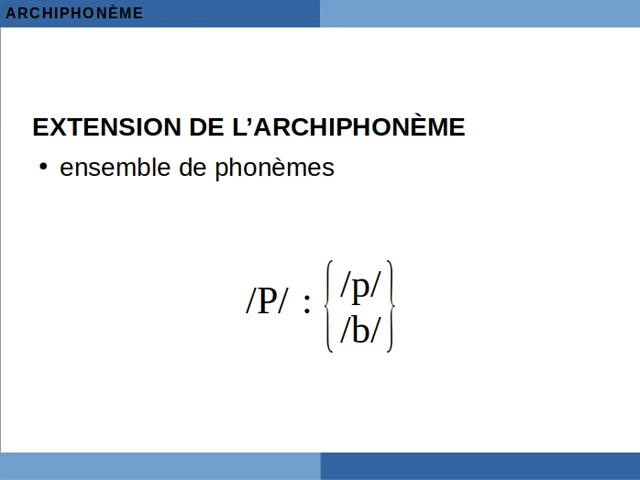 ARCHIPHONÈME
EXTENSION DE L’ARCHIPHONÈME
• ensemble de phonèmes
/P/ : { /p/
/b/ }